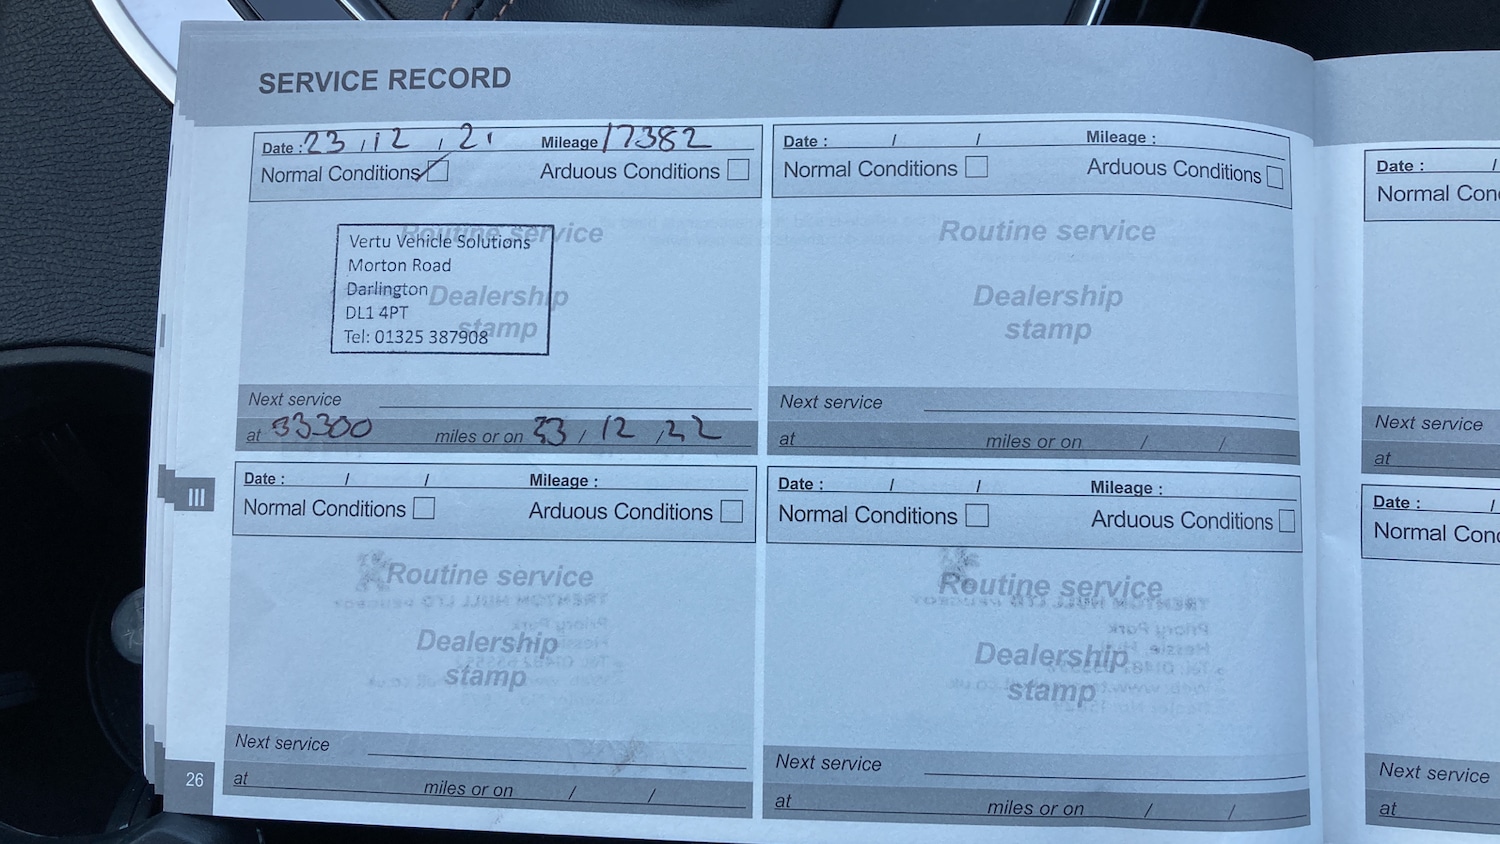 SERVICE RECORD
Date : 23 / 12 / 21 Mileage 17382
Normal Conditions Arduous Conditions
Routine service
Vertu Vehicle Solutions
Morton Road
Darlington
DL1 4PT
Tel: 01325 387908
Dealership
stamp
Next service
at 33300 miles or on 23 / 12 / 22
Date : / / Mileage :
Normal Conditions Arduous Conditions
Routine service
Dealership
stamp
Next service
at miles or on / /
Date : / / Mileage :
Normal Conditions Arduous Conditions
Routine service
Dealership
stamp
Next service
at miles or on / /
Date : / / Mileage :
Normal Conditions Arduous Conditions
Routine service
Dealership
stamp
Next service
at miles or on / /
III
26
Date : /
Normal
Next service
at
Date : /
Normal
Next service
at